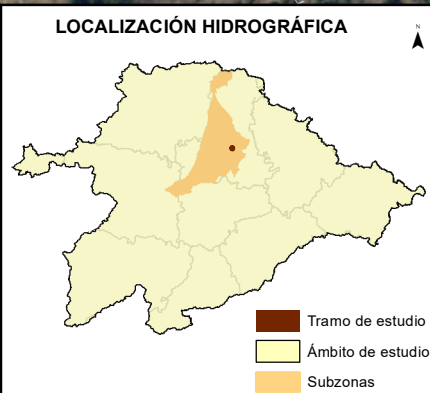 LOCALIZACIÓN HIDROGRÁFICA
N
Tramo de estudio
Ámbito de estudio
Subzonas